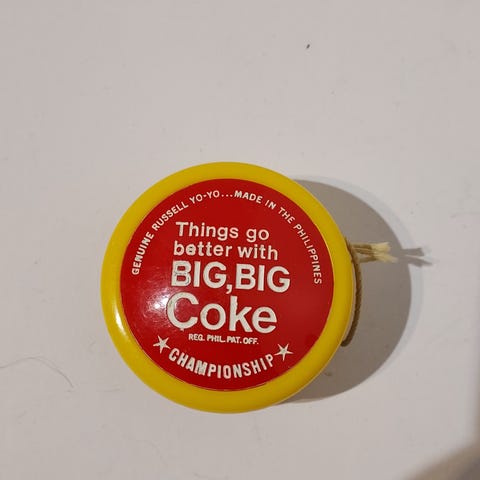 GENUINE RUSSELL YO-YO...MADE IN THE PHILIPPINES
Things go
better with
BIG, BIG
Coke
REG. PHIL. PAT. OFF.
CHAMPIONSHIP